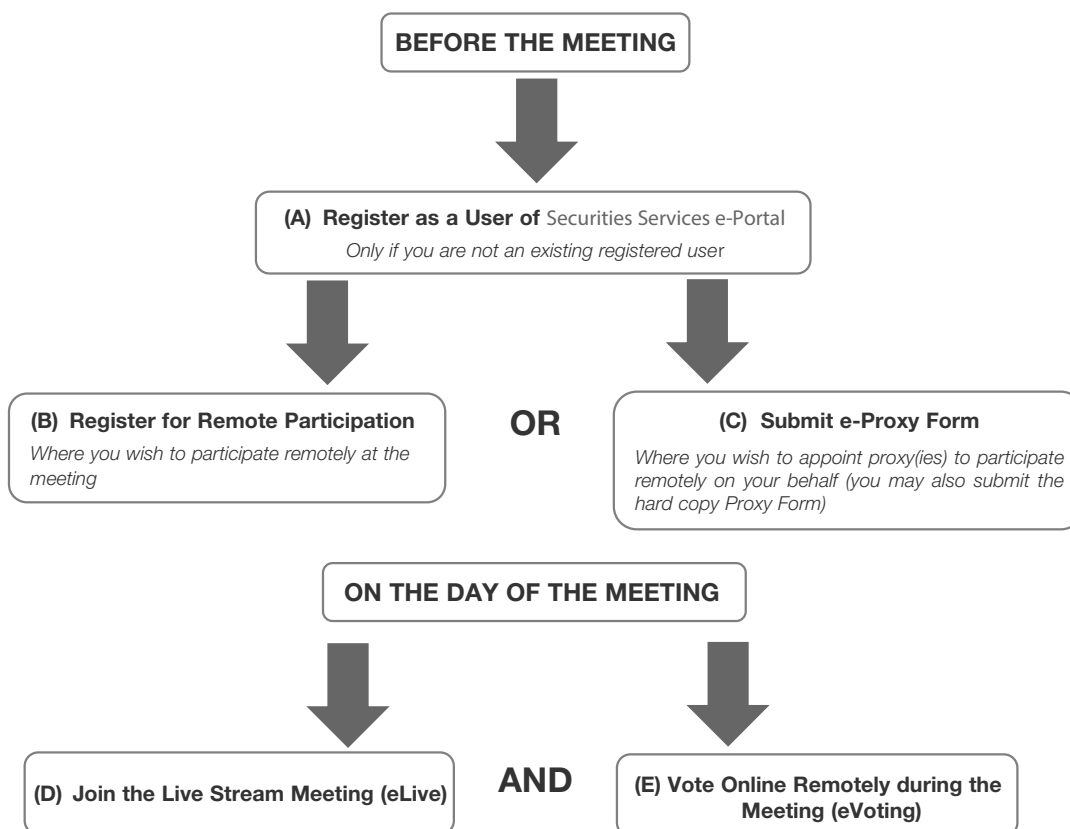 BEFORE THE MEETING
(A) Register as a User of Securities Services e-Portal
Only if you are not an existing registered user
(B) Register for Remote Participation
Where you wish to participate remotely at the
meeting
OR
(C) Submit e-Proxy Form
Where you wish to appoint proxy(ies) to participate
remotely on your behalf (you may also submit the
hard copy Proxy Form)
ON THE DAY OF THE MEETING
(D) Join the Live Stream Meeting (eLive)
AND
(E) Vote Online Remotely during the
Meeting (eVoting)